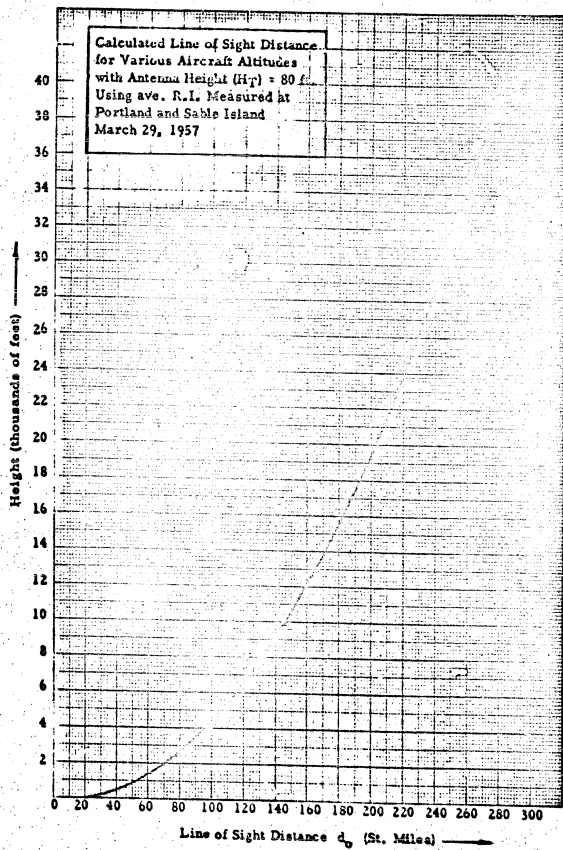 Calculated Line of Sight Distance
for Various Aircraft Altitudes
with Antenna Height (HT) = 80 f
Using ave. R.I. Measured at
Portland and Sable Island
March 29, 1957
Height (thousands of feet)
40
38
36
34
32
30
28
26
24
22
20
18
16
14
12
10
8
6
4
2
0 20 40 60 80 100 120 140 160 180 200 220 240 260 280 300
Line of Sight Distance do (St. Miles)